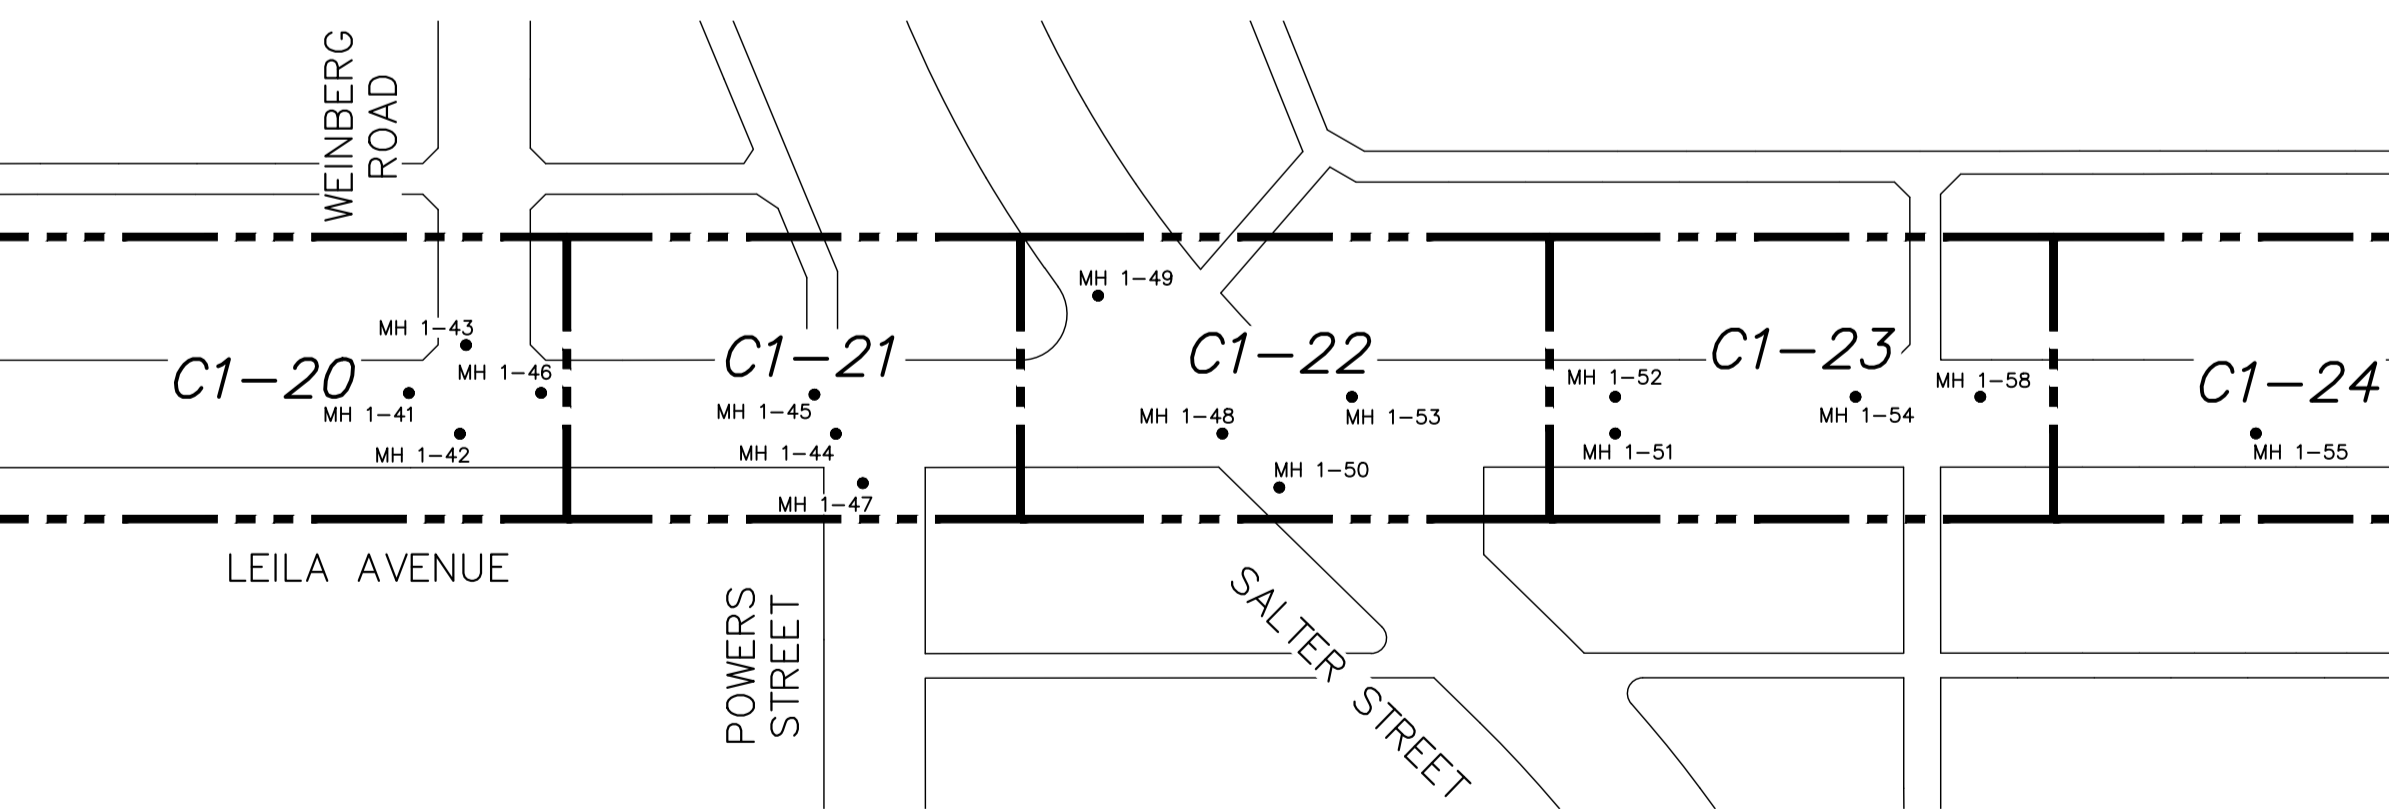 WEINBERG
ROAD
MH 1-49
MH 1-43
C1-20
MH 1-46
MH 1-41
MH 1-42
C1-21
MH 1-45
MH 1-44
MH 1-47
C1-22
MH 1-48
MH 1-53
MH 1-50
C1-23
MH 1-52
MH 1-54
MH 1-51
MH 1-58
C1-24
MH 1-55
LEILA AVENUE
POWERS
STREET
SALTER STREET